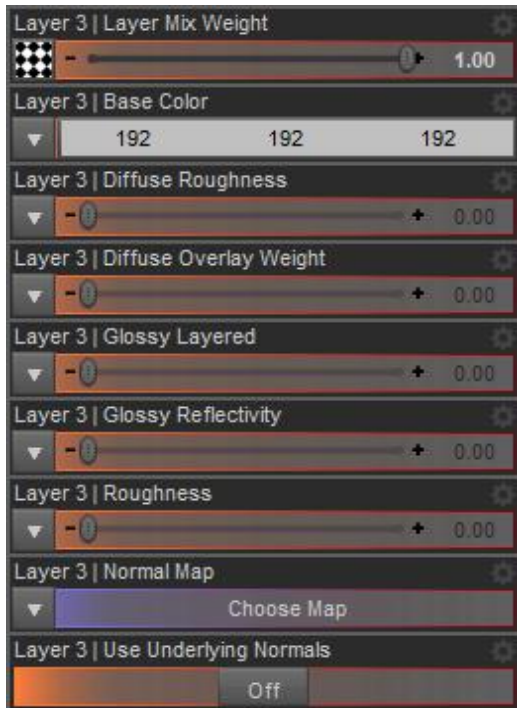 Layer 3 | Layer Mix Weight
- + 1.00
Layer 3 | Base Color
192 192 192
Layer 3 | Diffuse Roughness
- + 0.00
Layer 3 | Diffuse Overlay Weight
- + 0.00
Layer 3 | Glossy Layered
- + 0.00
Layer 3 | Glossy Reflectivity
- + 0.00
Layer 3 | Roughness
- + 0.00
Layer 3 | Normal Map
Choose Map
Layer 3 | Use Underlying Normals
Off